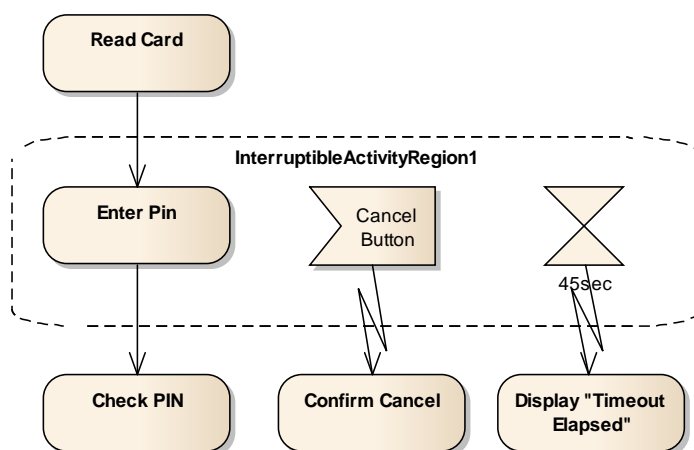 Read Card
InterruptibleActivityRegion1
Enter Pin
Cancel
Button
45sec
Check PIN
Confirm Cancel
Display "Timeout
Elapsed"